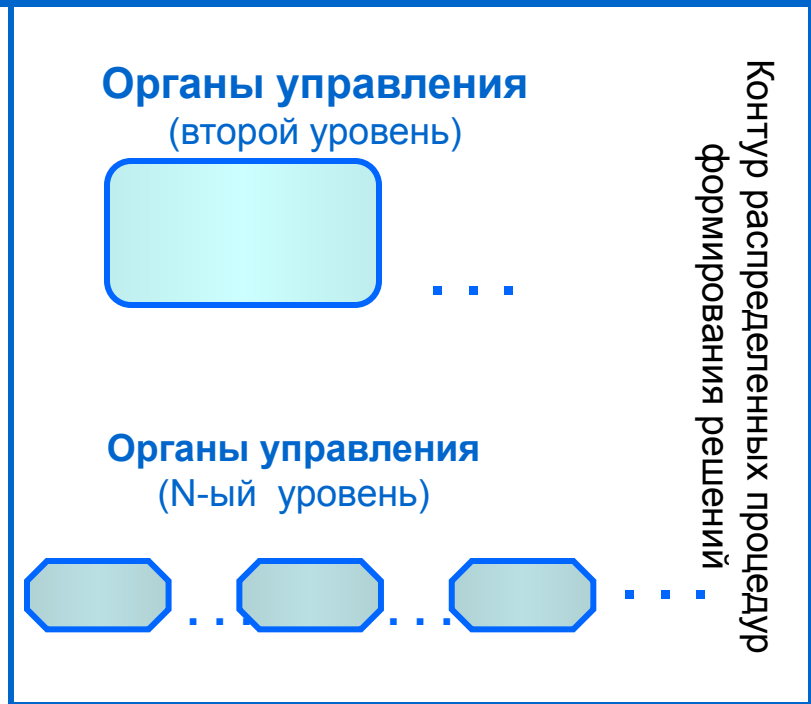 Органы управления
(второй уровень)
. . .
Органы управления
(N-ый уровень)
. . .
. . .
. . .
Контур распределенных процедур
формирования решений